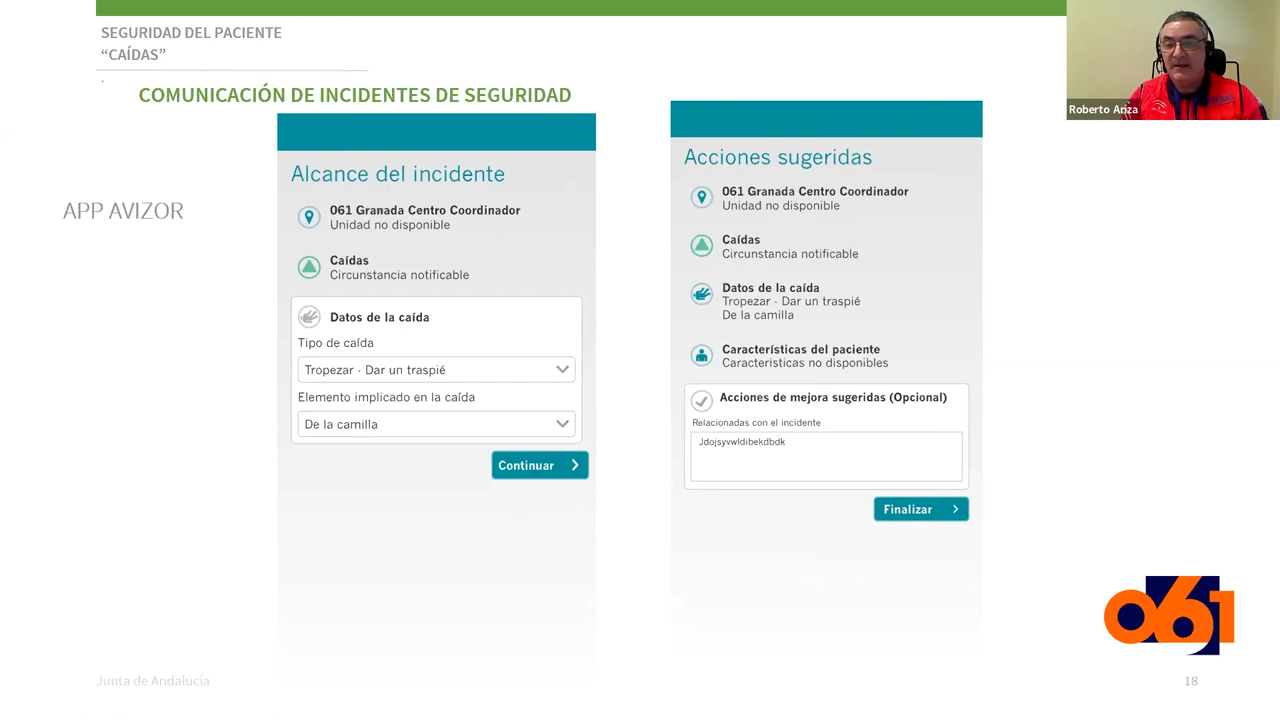 SEGURIDAD DEL PACIENTE
“CAÍDAS”
.
COMUNICACIÓN DE INCIDENTES DE SEGURIDAD
Roberto Ariza
APP AVIZOR
Alcance del incidente
061 Granada Centro Coordinador
Unidad no disponible
Caídas
Circunstancia notificable
Datos de la caída
Tipo de caída
Tropezar · Dar un traspié
Elemento implicado en la caída
De la camilla
Continuar
Acciones sugeridas
061 Granada Centro Coordinador
Unidad no disponible
Caídas
Circunstancia notificable
Datos de la caída
Tropezar · Dar un traspié
De la camilla
Características del paciente
Caracteristicas no disponibles
Acciones de mejora sugeridas (Opcional)
Relacionadas con el incidente
Jdojsyvwldibekdbdk
Finalizar
061
Junta de Andalucía
18